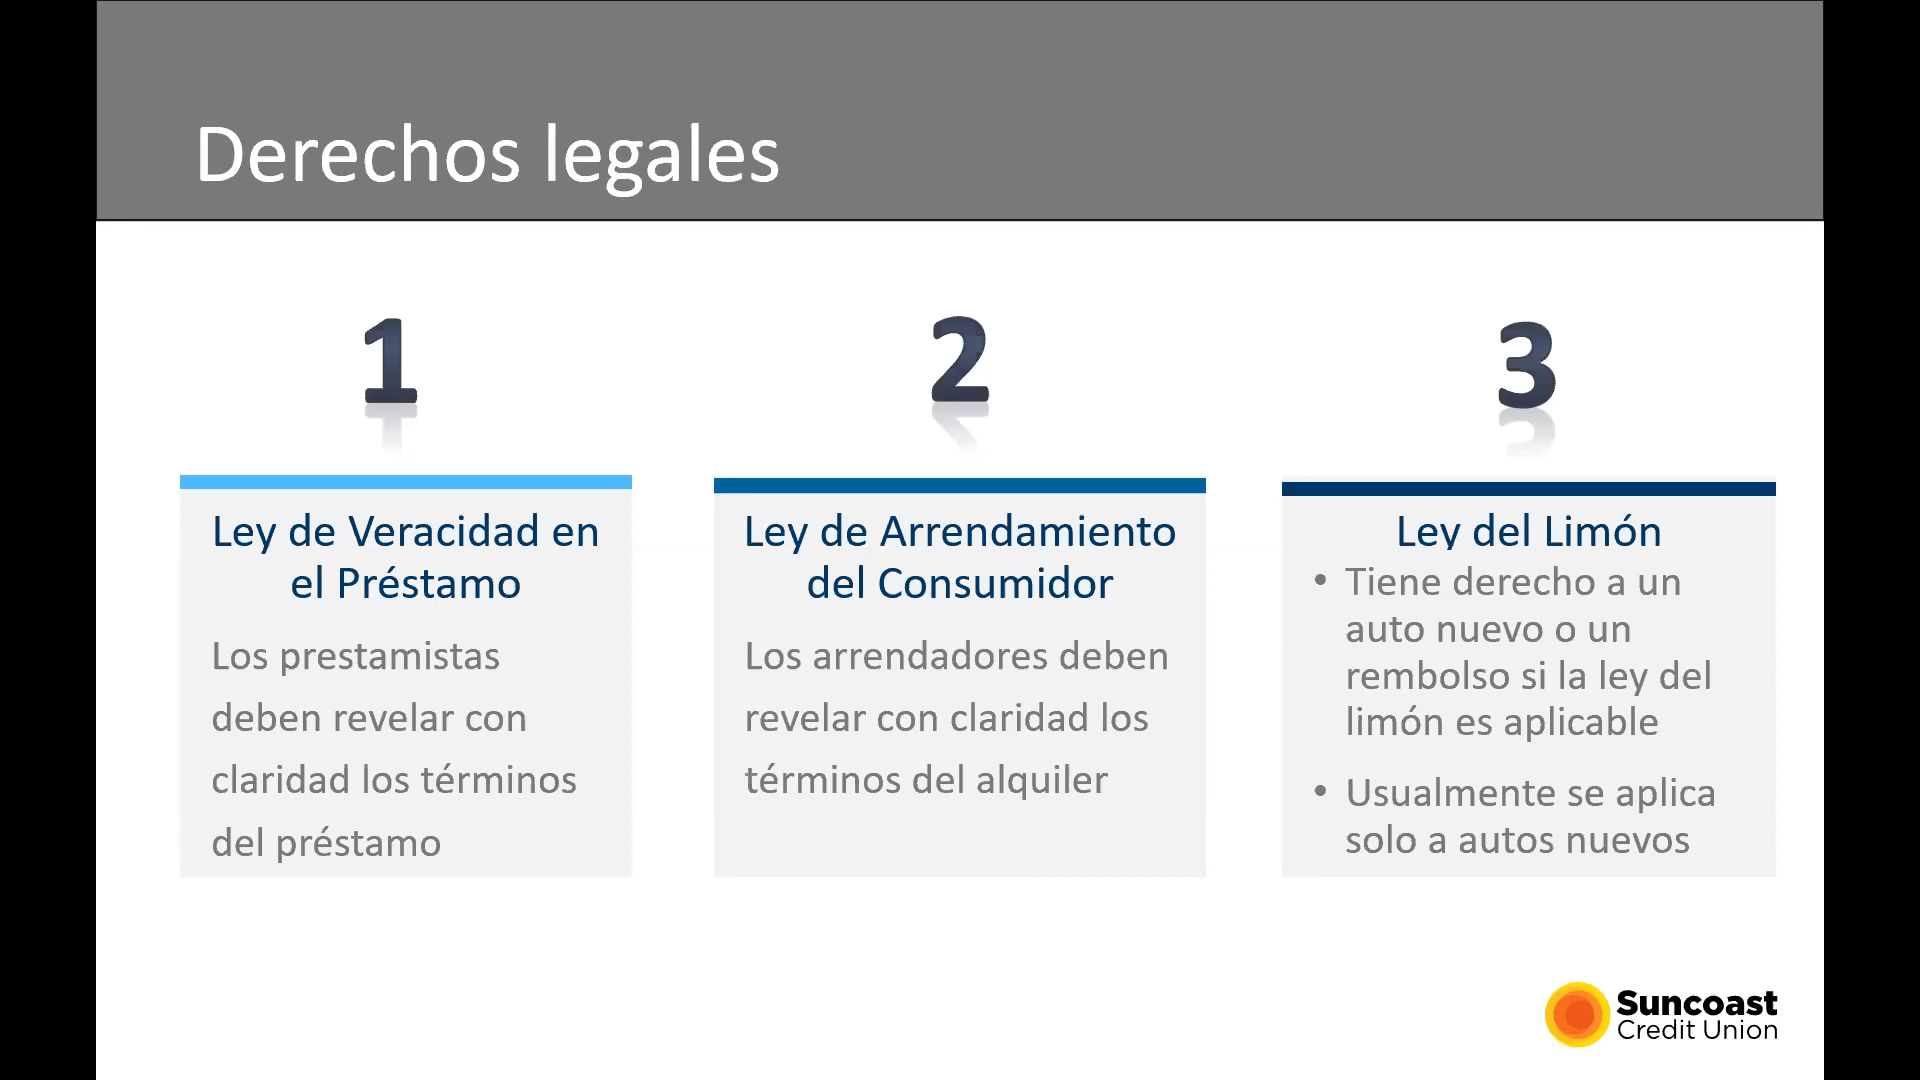 Derechos legales
1
Ley de Veracidad en
el Préstamo
Los prestamistas
deben revelar con
claridad los términos
del préstamo
2
Ley de Arrendamiento
del Consumidor
Los arrendadores deben
revelar con claridad los
términos del alquiler
3
Ley del Limón
• Tiene derecho a un
auto nuevo o un
rembolso si la ley del
limón es aplicable
• Usualmente se aplica
solo a autos nuevos
Suncoast
Credit Union